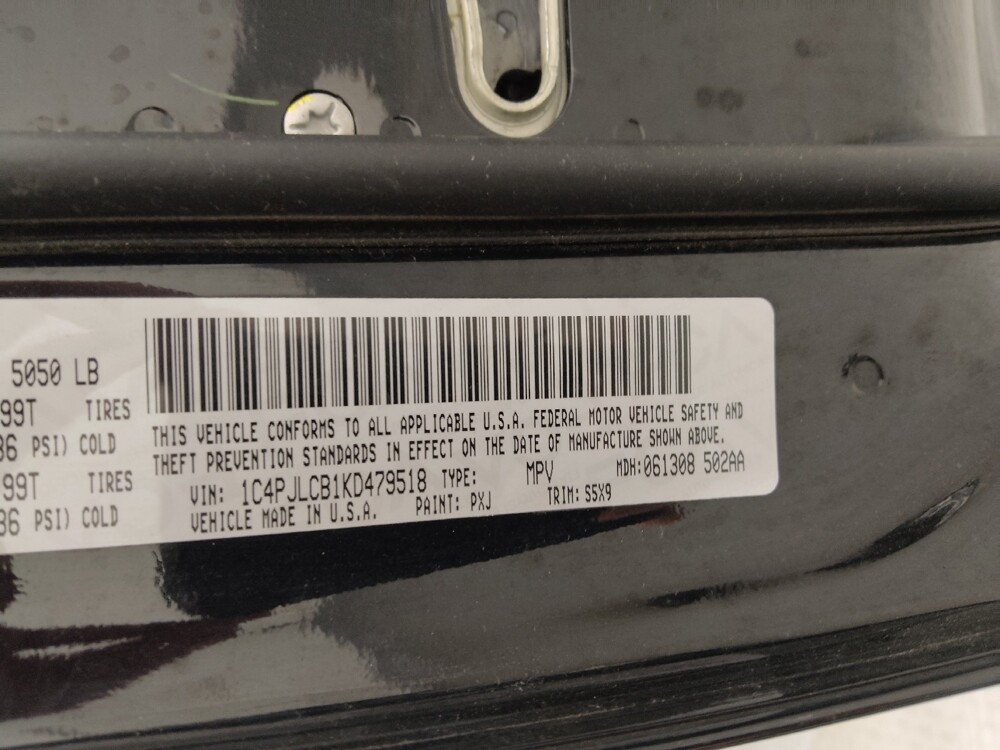 5050 LB
99T TIRES
36 PSI) COLD
99T TIRES
36 PSI) COLD
THIS VEHICLE CONFORMS TO ALL APPLICABLE U.S.A. FEDERAL MOTOR VEHICLE SAFETY AND
THEFT PREVENTION STANDARDS IN EFFECT ON THE DATE OF MANUFACTURE SHOWN ABOVE.
VIN: 1C4PJLCB1KD479518 TYPE: MPV MDH:061308 502AA
VEHICLE MADE IN U.S.A. PAINT: PXJ TRIM: S5X9